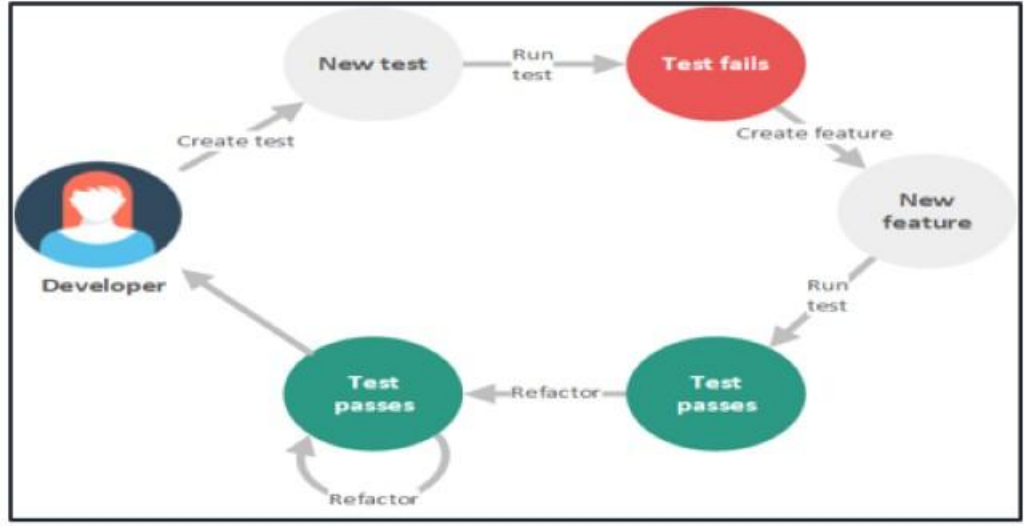 New test
Run
test
Test fails
Create test
Create feature
New
feature
Developer
Run
test
Test
passes
Refactor
Test
passes
Refactor